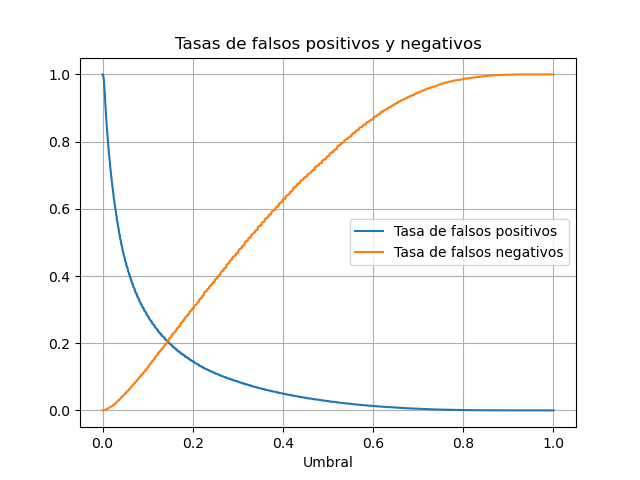 Tasas de falsos positivos y negativos
1.0
0.8
0.6
0.4
0.2
0.0
Tasa de falsos positivos
Tasa de falsos negativos
0.0 0.2 0.4 0.6 0.8 1.0
Umbral